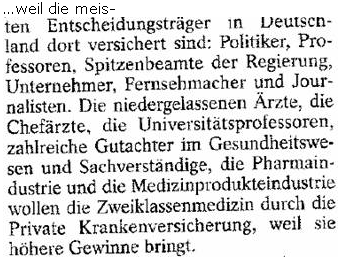 ...weil die meis-
ten Entscheidungsträger in Deutsch-
land dort versichert sind: Politiker, Pro-
fessoren, Spitzenbeamte der Regierung,
Unternehmer, Fernsehmacher und Jour-
nalisten. Die niedergelassenen Ärzte, die
Chefärzte, die Universitätsprofessoren,
zahlreiche Gutachter im Gesundheitswe-
sen und Sachverständige, die Pharmain-
dustrie und die Medizinprodukteindustrie
wollen die Zweiklassenmedizin durch die
Private Krankenversicherung, weil sie
höhere Gewinne bringt.